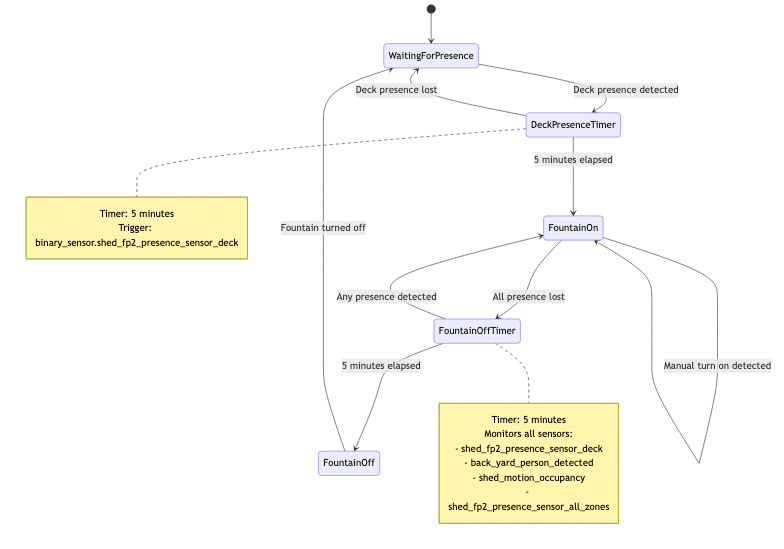 WaitingForPresence
Deck presence lost
Deck presence detected
DeckPresenceTimer
5 minutes elapsed
Timer: 5 minutes
Trigger:
binary_sensor.shed_fp2_presence_sensor_deck
Fountain turned off
FountainOn
Any presence detected
All presence lost
FountainOffTimer
5 minutes elapsed
Manual turn on detected
Timer: 5 minutes
Monitors all sensors:
- shed_fp2_presence_sensor_deck
- back_yard_person_detected
- shed_motion_occupancy
-
shed_fp2_presence_sensor_all_zones
FountainOff